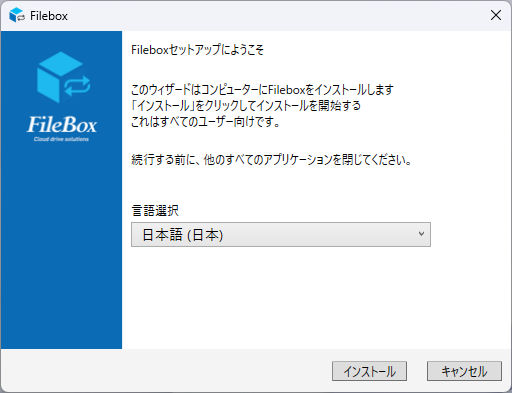 Filebox
Fileboxセットアップにようこそ
このウィザードはコンピューターにFileboxをインストールします
「インストール」をクリックしてインストールを開始する
これはすべてのユーザー向けです。
FileBox
Cloud drive solutions
続行する前に、他のすべてのアプリケーションを閉じてください。
言語選択
日本語 (日本)
インストール
キャンセル